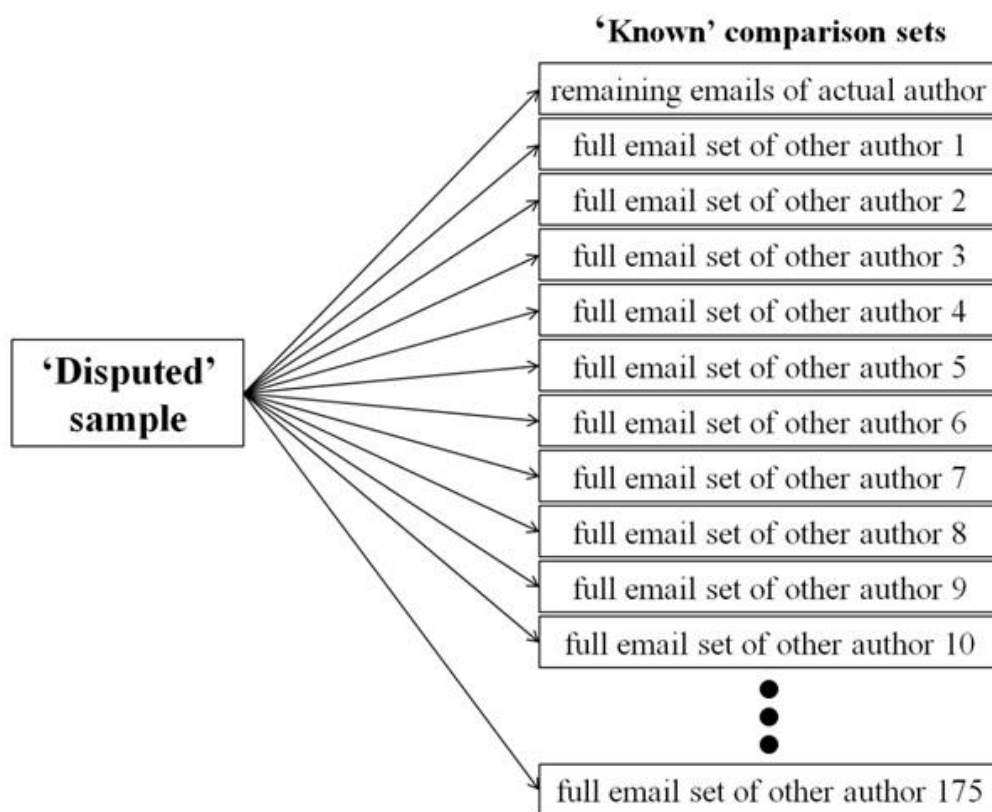 ‘Known’ comparison sets
remaining emails of actual author
full email set of other author 1
full email set of other author 2
full email set of other author 3
full email set of other author 4
full email set of other author 5
full email set of other author 6
full email set of other author 7
full email set of other author 8
full email set of other author 9
full email set of other author 10
full email set of other author 175
‘Disputed’
sample